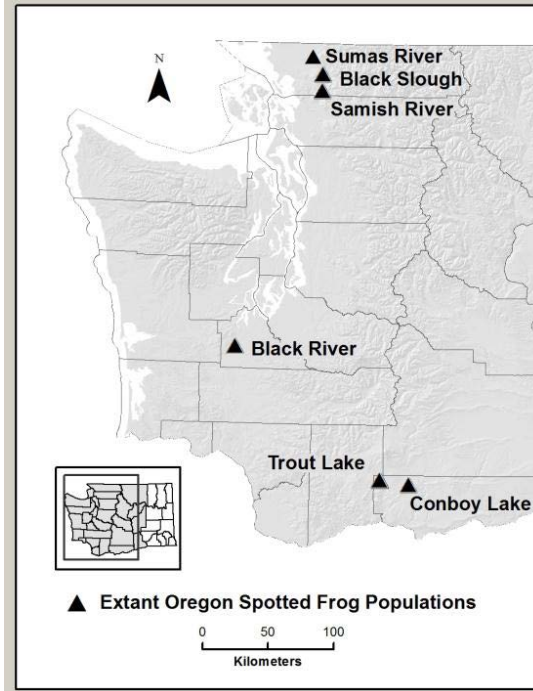 N
Sumas River
Black Slough
Samish River
Black River
Trout Lake
Conboy Lake
Extant Oregon Spotted Frog Populations
0 50 100
Kilometers